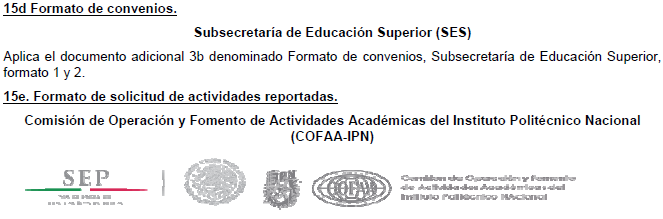 15d Formato de convenios.
Subsecretaría de Educación Superior (SES)
Aplica el documento adicional 3b denominado Formato de convenios, Subsecretaría de Educación Superior,
formato 1 y 2.
15e. Formato de solicitud de actividades reportadas.
Comisión de Operación y Fomento de Actividades Académicas del Instituto Politécnico Nacional
(COFAA-IPN)
SEP
COFAA
Comisión de Operación y Fomento
de Actividades Académicas del
Instituto Politécnico NAcional